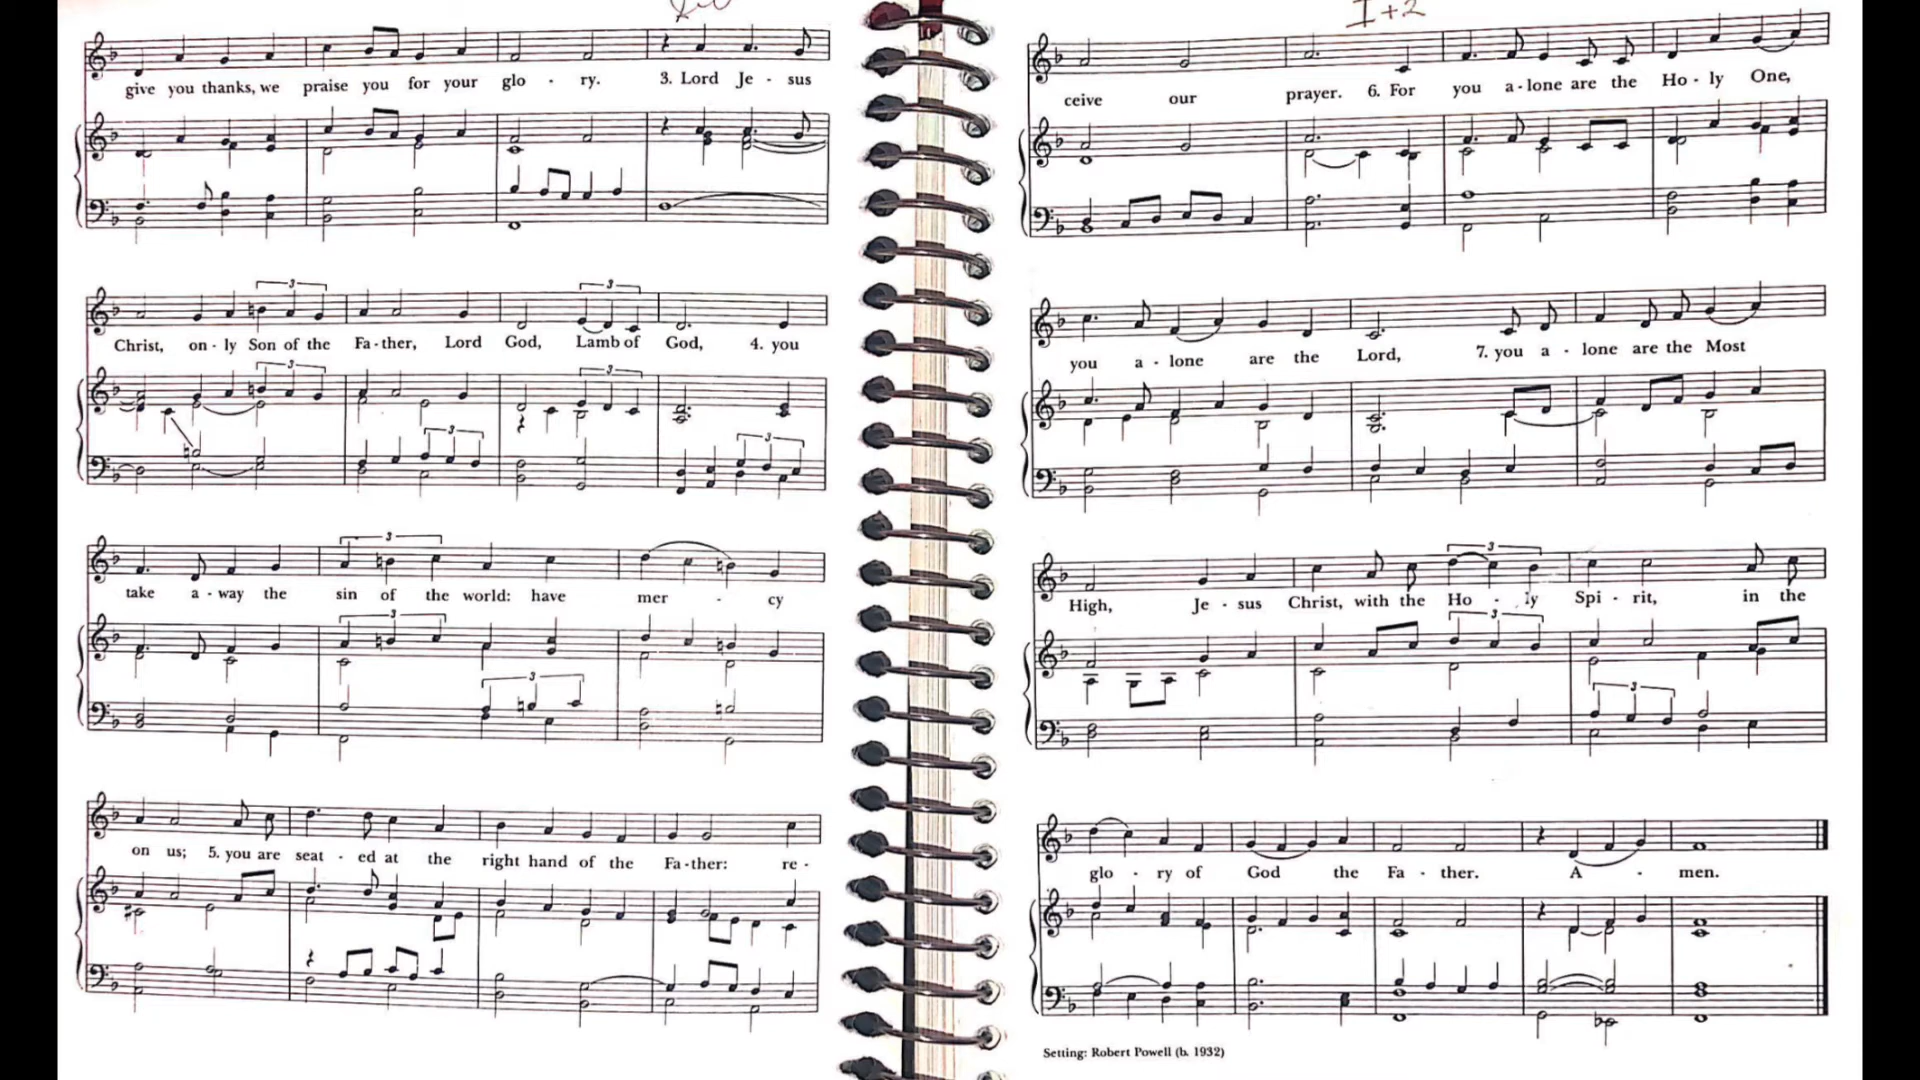 give you thanks, we praise you for your glo - ry. 3. Lord Je - sus
Christ, on - ly Son of the Fa - ther, Lord God, Lamb of God, 4. you
take a - way the sin of the world: have mer - cy
on us; 5. you are seat - ed at the right hand of the Fa - ther: re -
I + 2
ceive our prayer. 6. For you a - lone are the Ho - ly One,
you a - lone are the Lord, 7. you a - lone are the Most
High, Je - sus Christ, with the Ho - ly Spi - rit, in the
glo - ry of God the Fa - ther. A - men.
Setting: Robert Powell (b. 1932)